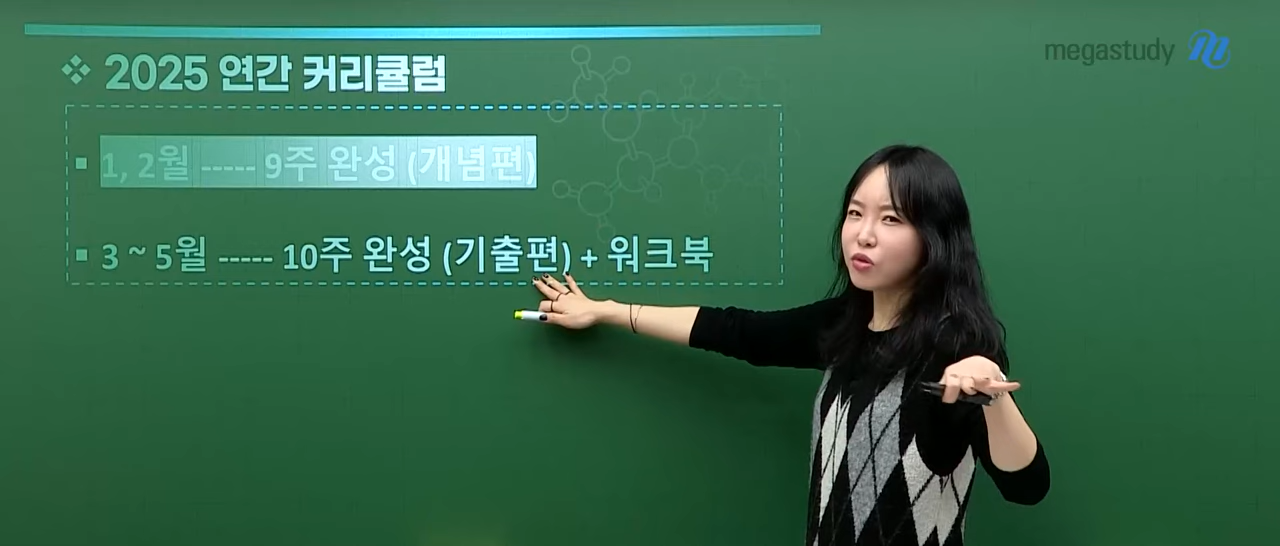 megastudy
2025 연간 커리큘럼
1, 2월 ----- 9주 완성 (개념편)
3 ~ 5월 ----- 10주 완성 (기출편) + 워크북